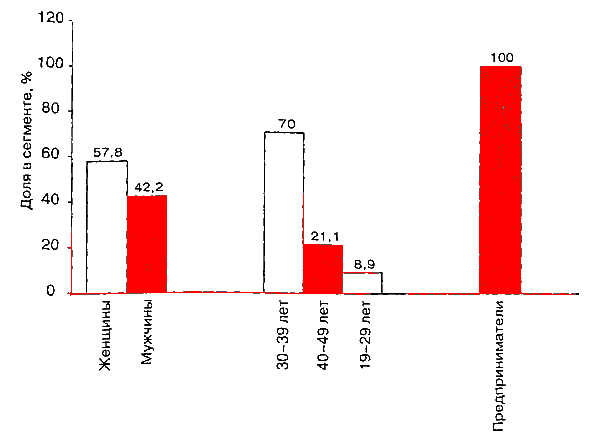 Доля в сегменте, %
120
100
80
60
40
20
0
57,8
42,2
70
21,1
8,9
100
Женщины
Мужчины
30–39 лет
40–49 лет
19–29 лет
Предприниматели